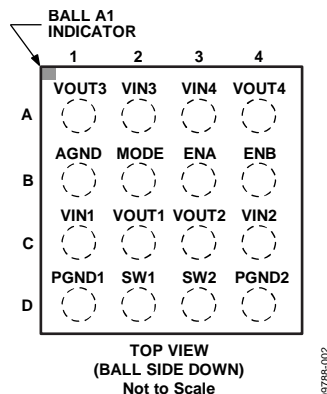 BALL A1
INDICATOR
1 2 3 4
VOUT3 VIN3 VIN4 VOUT4
A
AGND MODE ENA ENB
B
VIN1 VOUT1 VOUT2 VIN2
C
PGND1 SW1 SW2 PGND2
D
TOP VIEW
(BALL SIDE DOWN)
Not to Scale